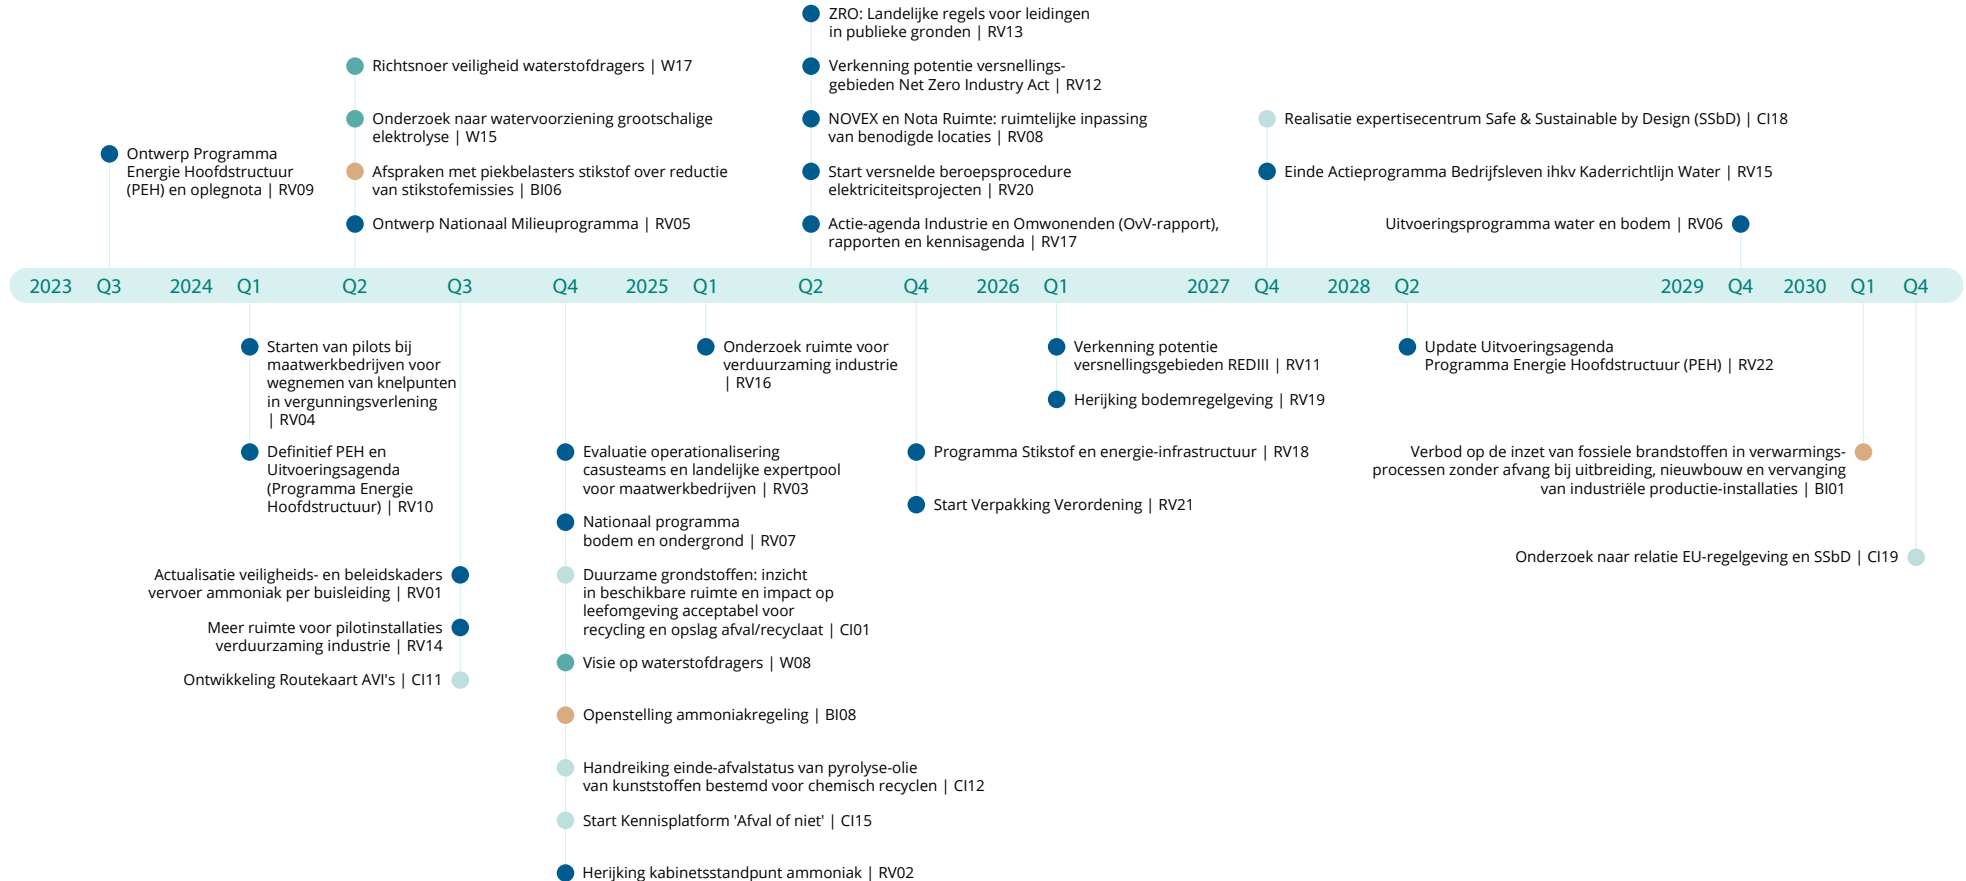 ZRO: Landelijke regels voor leidingen
in publieke gronden | RV13
Richtsnoer veiligheid waterstofdragers | W17
Verkenning potentie versnellings-
gebieden Net Zero Industry Act | RV12
Onderzoek naar watervoorziening grootschalige
elektrolyse | W15
NOVEX en Nota Ruimte: ruimtelijke inpassing
van benodigde locaties | RV08
Realisatie expertisecentrum Safe & Sustainable by Design (SSbD) | CI18
Ontwerp Programma
Energie Hoofdstructuur
(PEH) en oplegnota | RV09
Afspraken met piekbelasters stikstof over reductie
van stikstofemissies | BI06
Start versnelde beroepsprocedure
elektriciteitsprojecten | RV20
Einde Actieprogramma Bedrijfsleven ihkv Kaderrichtlijn Water | RV15
Ontwerp Nationaal Milieuprogramma | RV05
Actie-agenda Industrie en Omwonenden (OvV-rapport),
rapporten en kennisagenda | RV17
Uitvoeringsprogramma water en bodem | RV06
2023 Q3 2024 Q1 Q2 Q3 Q4 2025 Q1 Q2 Q4 2026 Q1 2027 Q4 2028 Q2 2029 Q4 2030 Q1 Q4
Starten van pilots bij
maatwerkbedrijven voor
wegnemen van knelpunten
in vergunningsverlening
| RV04
Onderzoek ruimte voor
verduurzaming industrie
| RV16
Verkenning potentie
versnellingsgebieden REDIII | RV11
Update Uitvoeringsagenda
Programma Energie Hoofdstructuur (PEH) | RV22
Herijking bodemregelgeving | RV19
Definitief PEH en
Uitvoeringsagenda
(Programma Energie
Hoofdstructuur) | RV10
Evaluatie operationalisering
casusteams en landelijke expertpool
voor maatwerkbedrijven | RV03
Programma Stikstof en energie-infrastructuur | RV18
Verbod op de inzet van fossiele brandstoffen in verwarmings-
processen zonder afvang bij uitbreiding, nieuwbouw en vervanging
van industriële productie-installaties | BI01
Start Verpakking Verordening | RV21
Nationaal programma
bodem en ondergrond | RV07
Onderzoek naar relatie EU-regelgeving en SSbD | CI19
Actualisatie veiligheids- en beleidskaders
vervoer ammoniak per buisleiding | RV01
Duurzame grondstoffen: inzicht
in beschikbare ruimte en impact op
leefomgeving acceptabel voor
recycling en opslag afval/recyclaat | CI01
Meer ruimte voor pilotinstallaties
verduurzaming industrie | RV14
Visie op waterstofdragers | W08
Ontwikkeling Routekaart AVI's | CI11
Openstelling ammoniakregeling | BI08
Handreiking einde-afvalstatus van pyrolyse-olie
van kunststoffen bestemd voor chemisch recyclen | CI12
Start Kennisplatform 'Afval of niet' | CI15
Herijking kabinetsstandpunt ammoniak | RV02